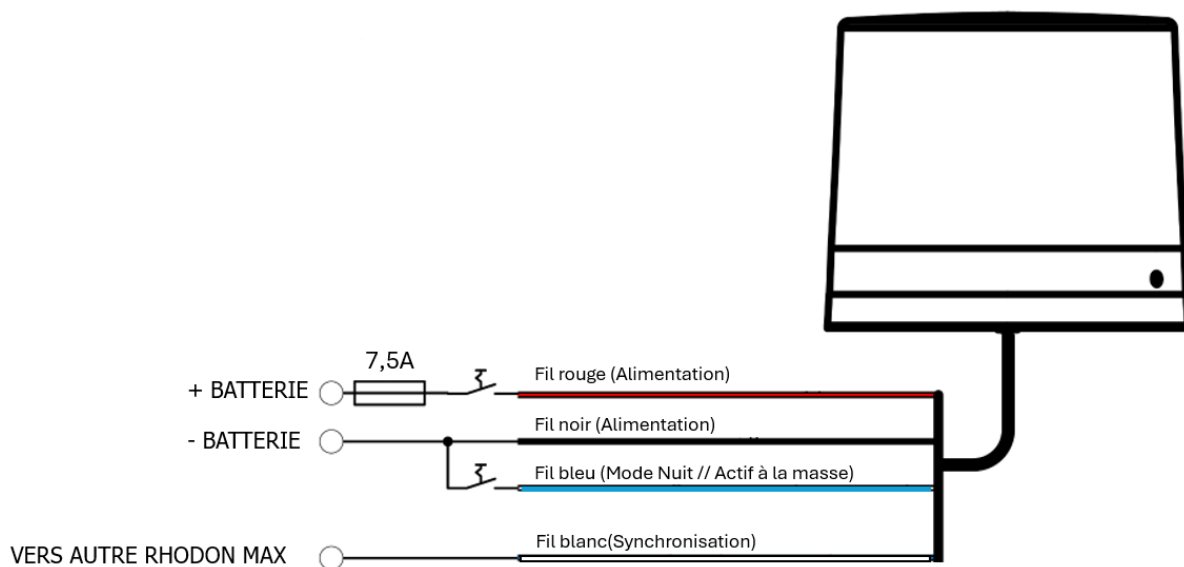 7,5A
Fil rouge (Alimentation)
+ BATTERIE
Fil noir (Alimentation)
- BATTERIE
Fil bleu (Mode Nuit // Actif à la masse)
Fil blanc(Synchronisation)
VERS AUTRE RHODON MAX